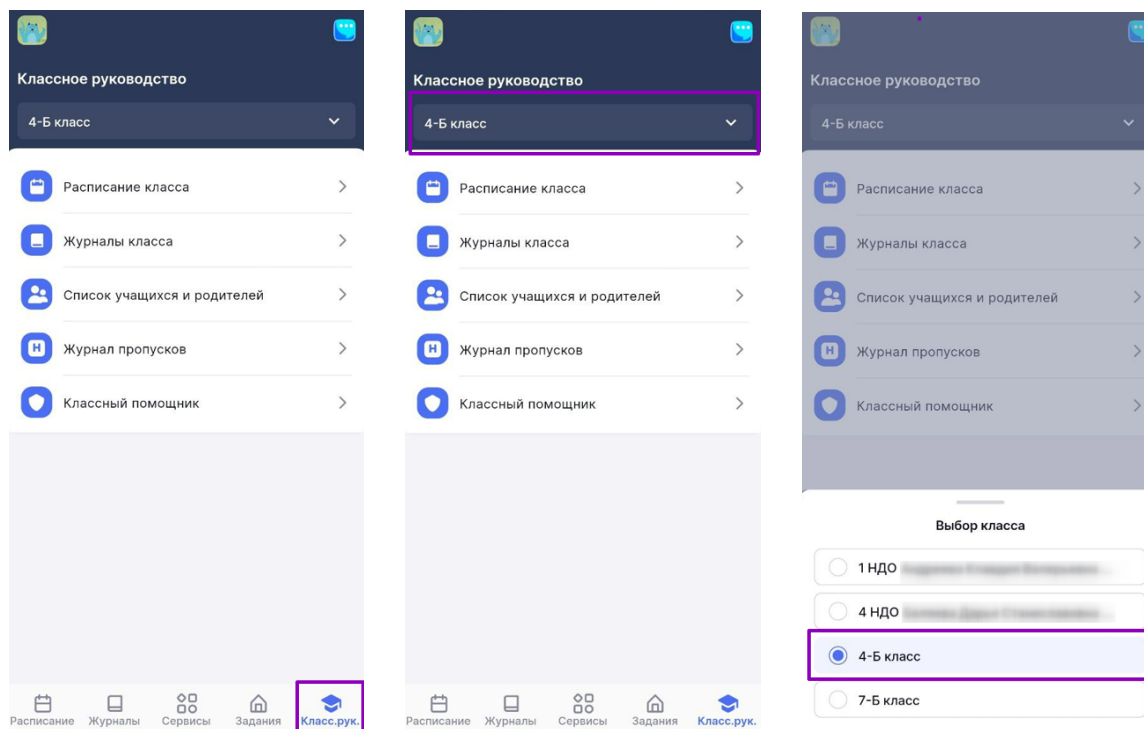 Классное руководство
4-Б класс
Расписание класса
Журналы класса
Список учащихся и родителей
Журнал пропусков
Классный помощник
Расписание
Журналы
Сервисы
Задания
Класс.рук.
Классное руководство
4-Б класс
Расписание класса
Журналы класса
Список учащихся и родителей
Журнал пропусков
Классный помощник
Расписание
Журналы
Сервисы
Задания
Класс.рук.
Классное руководство
4-Б класс
Расписание класса
Журналы класса
Список учащихся и родителей
Журнал пропусков
Классный помощник
Выбор класса
1 НДО
4 НДО
4-Б класс
7-Б класс